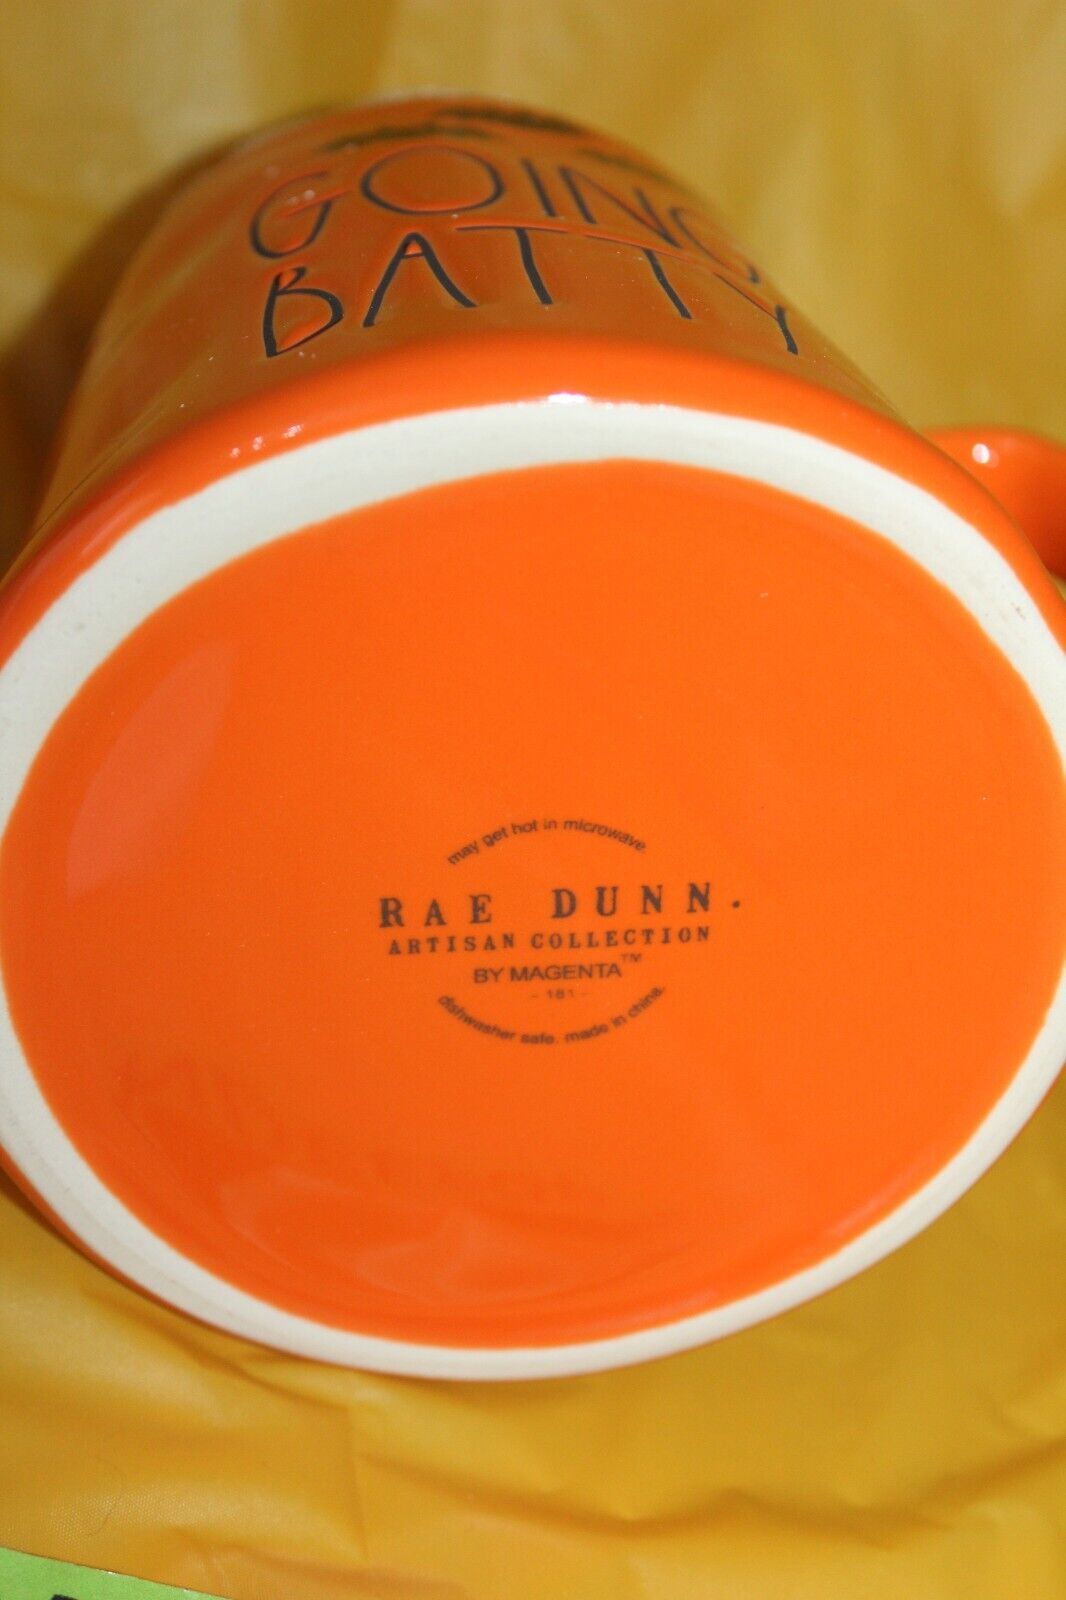 GOING
BATTY
may get hot in microwave.
RAE DUNN.
ARTISAN COLLECTION
BY MAGENTA™
- 181 -
dishwasher safe. made in china.